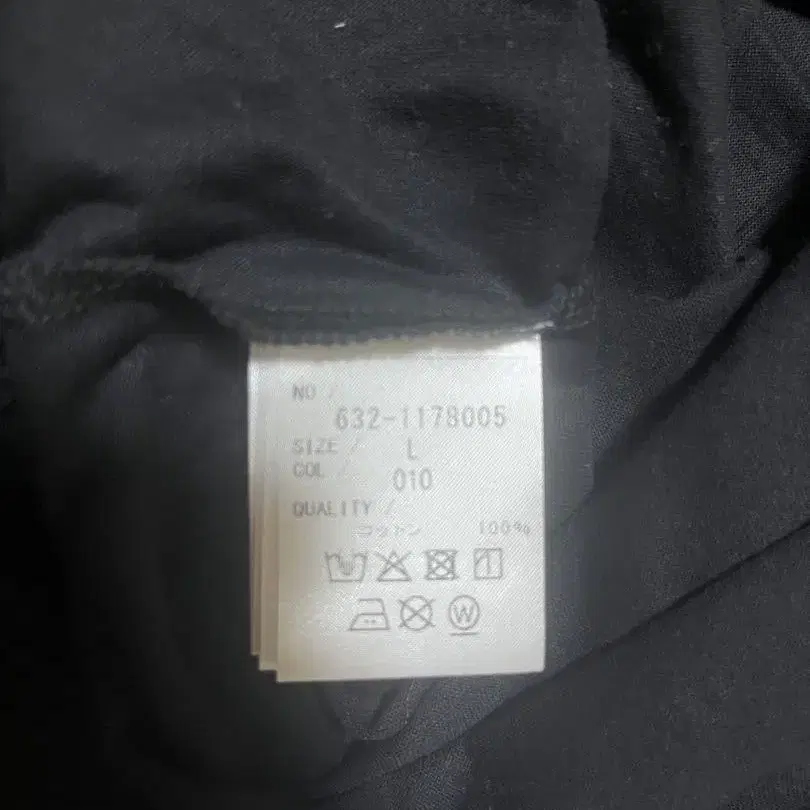 NO /
632-1178005
SIZE / L
COL / 010
QUALITY /
コットン 100%
W